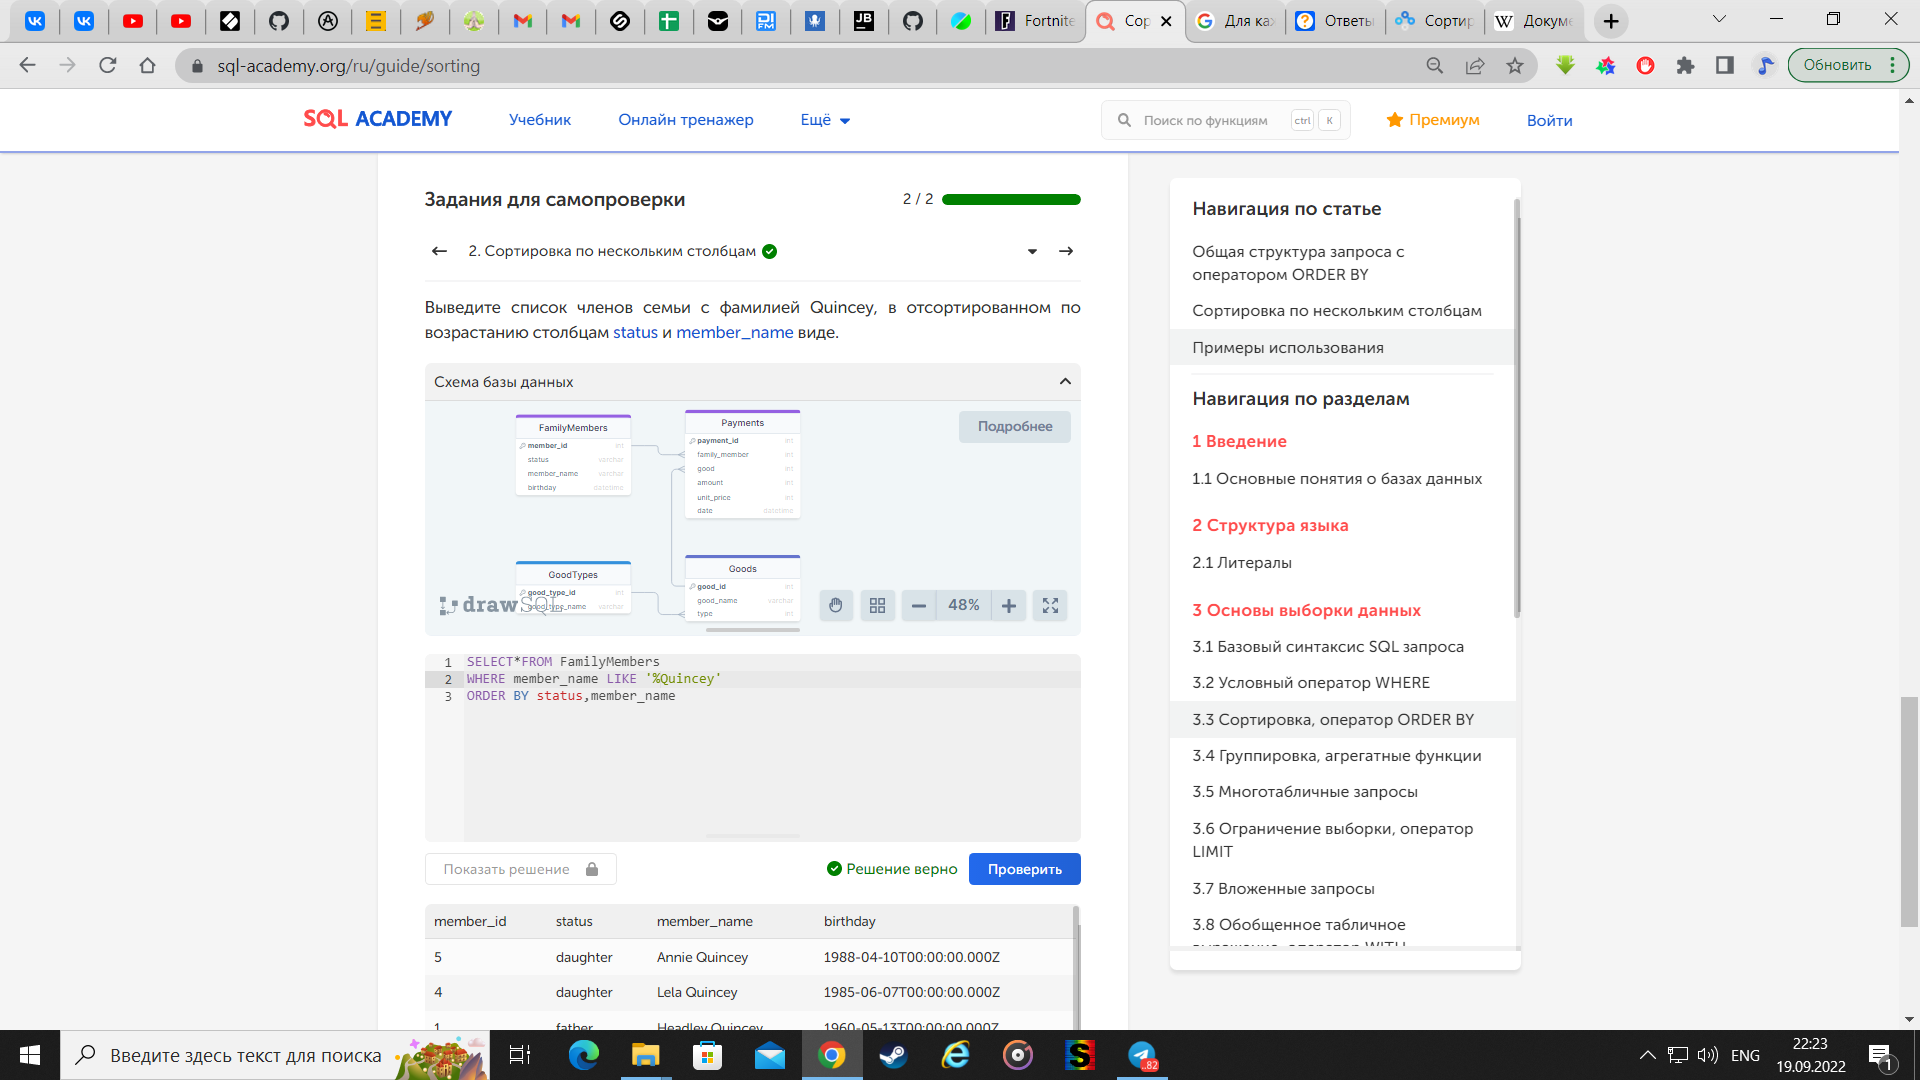 Fortnite
Сор
Для ка
Ответы
Сортир
Докуме
sql-academy.org/ru/guide/sorting
Обновить
SQL ACADEMY
Учебник
Онлайн тренажер
Ещё
Поиск по функциям
ctrl
K
Премиум
Войти
Задания для самопроверки
2 / 2
2. Сортировка по нескольким столбцам
Выведите список членов семьи с фамилией Quincey, в отсортированном по
возрастанию столбцам status и member_name виде.
Схема базы данных
Подробнее
FamilyMembers
member_id int
status varchar
member_name varchar
birthday datetime
Payments
payment_id int
family_member int
good int
amount int
unit_price int
date datetime
GoodTypes
good_type_id int
good_type_name varchar
Goods
good_id int
good_name varchar
type int
drawSQL
48%
1 SELECT*FROM FamilyMembers
2 WHERE member_name LIKE '%Quincey'
3 ORDER BY status,member_name
Показать решение
Решение верно
Проверить
member_id status member_name birthday
5 daughter Annie Quincey 1988-04-10T00:00:00.000Z
4 daughter Lela Quincey 1985-06-07T00:00:00.000Z
1 father Headley Quincey 1960-05-13T00:00:00.000Z
Навигация по статье
Общая структура запроса с
оператором ORDER BY
Сортировка по нескольким столбцам
Примеры использования
Навигация по разделам
1 Введение
1.1 Основные понятия о базах данных
2 Структура языка
2.1 Литералы
3 Основы выборки данных
3.1 Базовый синтаксис SQL запроса
3.2 Условный оператор WHERE
3.3 Сортировка, оператор ORDER BY
3.4 Группировка, агрегатные функции
3.5 Многотабличные запросы
3.6 Ограничение выборки, оператор
LIMIT
3.7 Вложенные запросы
3.8 Обобщенное табличное
выражение, оператор WITH
Введите здесь текст для поиска
..82
ENG
22:23
19.09.2022
1